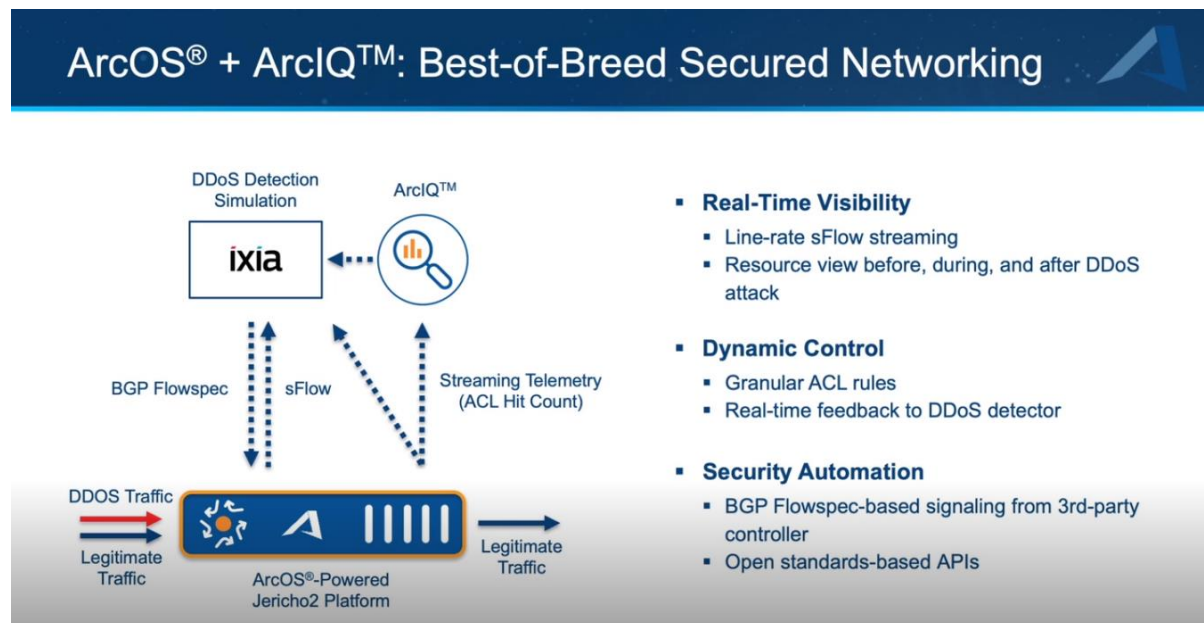 ArcOS® + ArcIQ™: Best-of-Breed Secured Networking
DDoS Detection
Simulation
ArcIQ™
ixia
BGP Flowspec
sFlow
Streaming Telemetry
(ACL Hit Count)
DDOS Traffic
Legitimate
Traffic
Legitimate
Traffic
ArcOS®-Powered
Jericho2 Platform
▪ Real-Time Visibility
▪ Line-rate sFlow streaming
▪ Resource view before, during, and after DDoS
attack
▪ Dynamic Control
▪ Granular ACL rules
▪ Real-time feedback to DDoS detector
▪ Security Automation
▪ BGP Flowspec-based signaling from 3rd-party
controller
▪ Open standards-based APIs